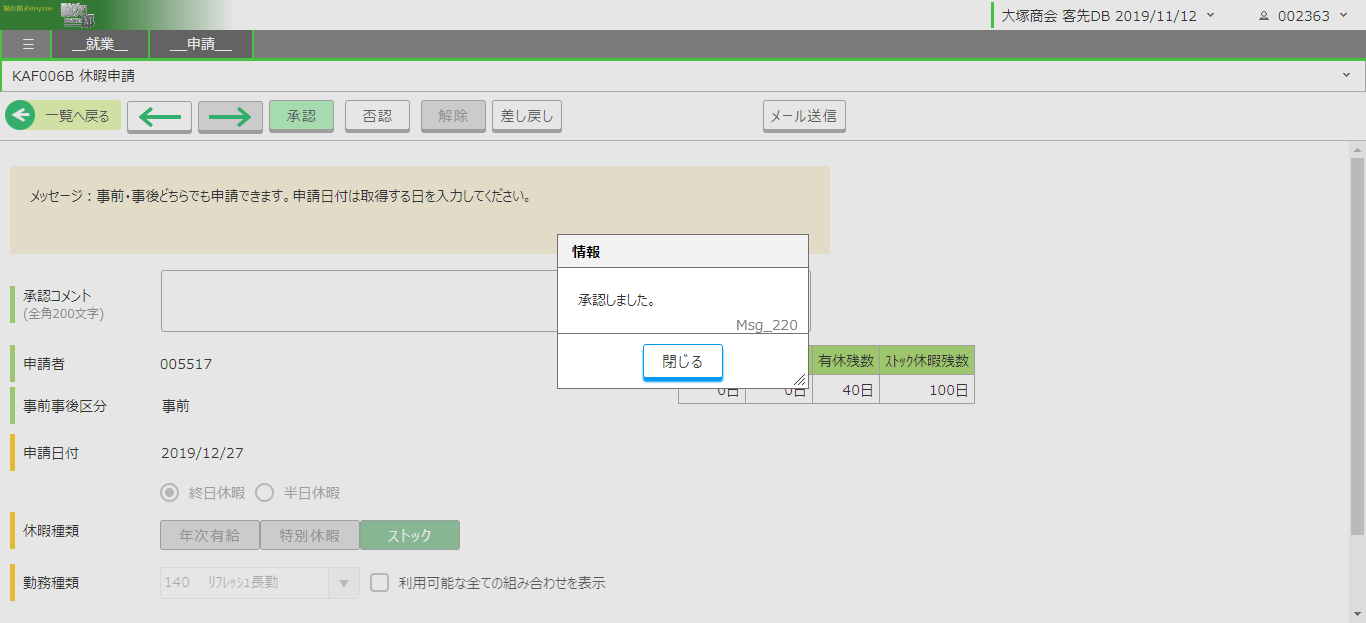 大塚商会 客先DB 2019/11/12
002363
__就業__
__申請__
KAF006B 休暇申請
一覧へ戻る
承認
否認
解除
差し戻し
メール送信
メッセージ：事前・事後どちらでも申請できます。申請日付は取得する日を入力してください。
情報
承認しました。
Msg_220
閉じる
承認コメント
(全角200文字)
申請者
005517
有休残数 ｽﾄｯｸ休暇残数
0日 0日 40日 100日
事前事後区分
事前
申請日付
2019/12/27
終日休暇 半日休暇
休暇種類
年次有給 特別休暇 ストック
勤務種類
140 ﾘﾌﾚｯｼｭ1長勤
利用可能な全ての組み合わせを表示